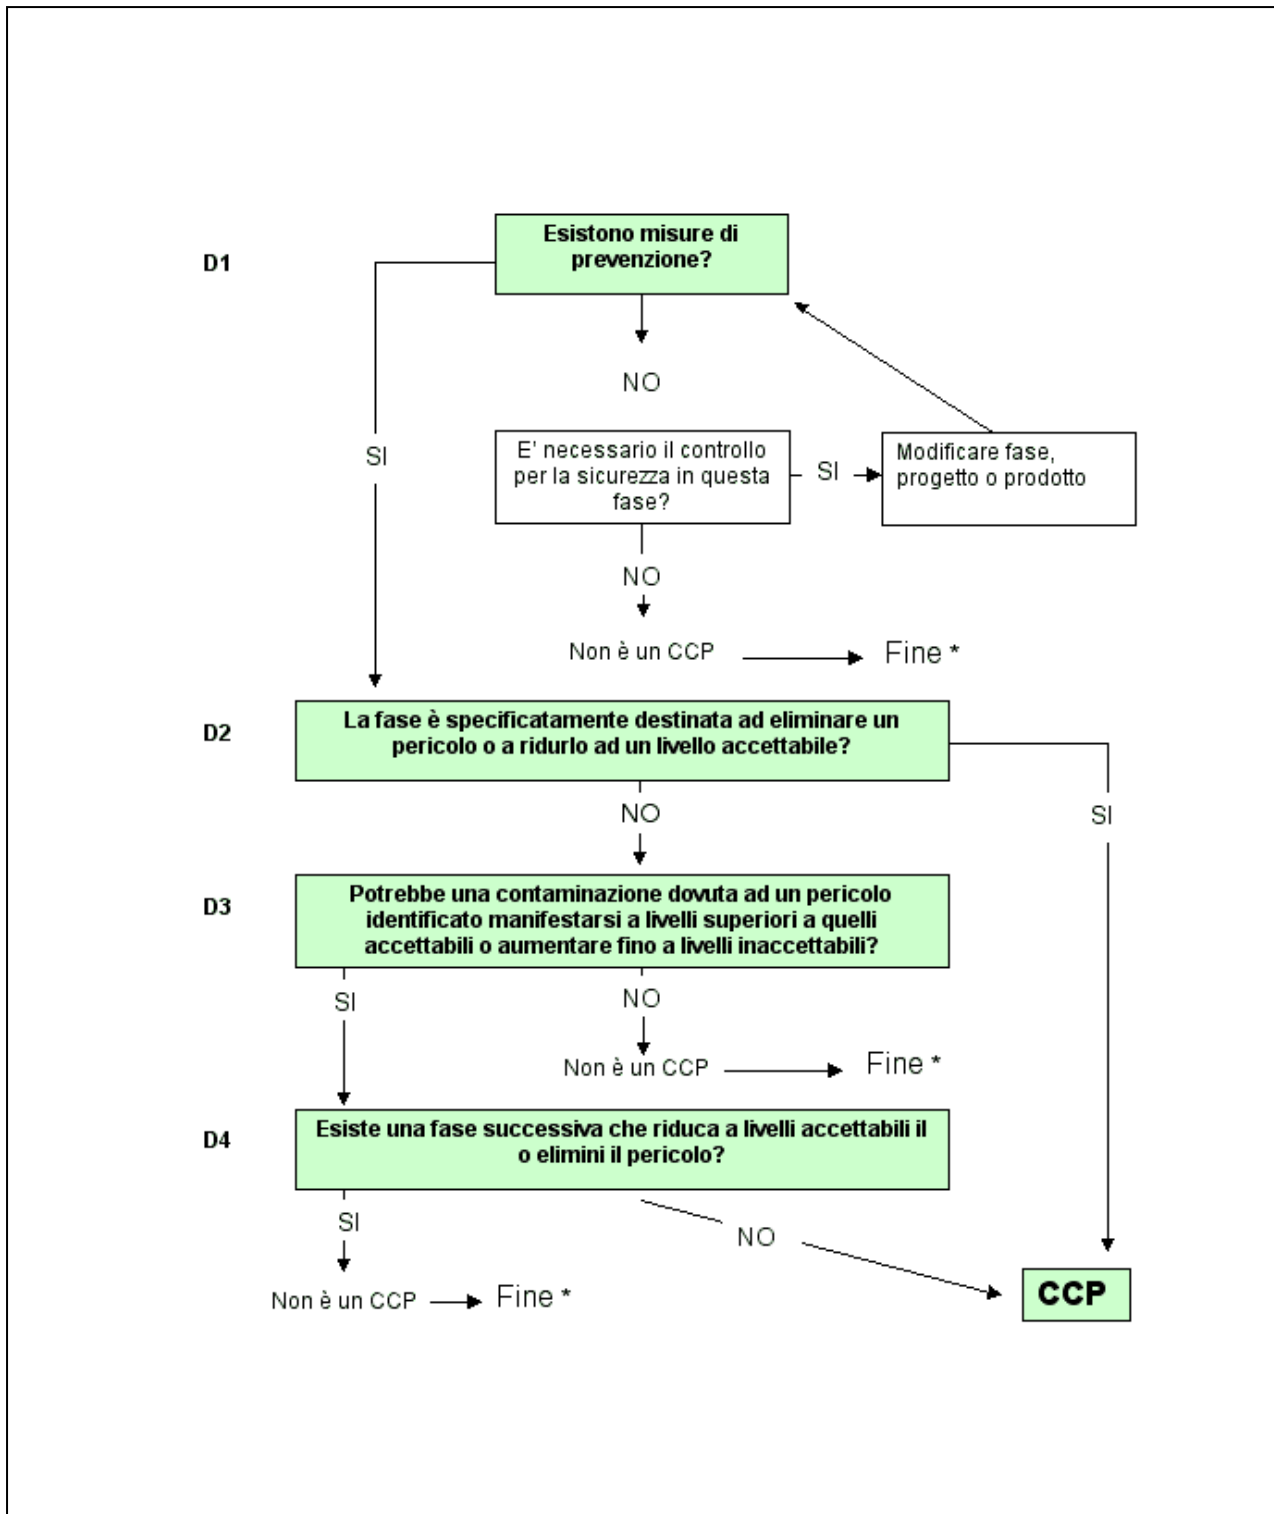 Esistono misure di
prevenzione?
D1
NO
SI
E' necessario il controllo
per la sicurezza in questa
fase?
SI
Modificare fase,
progetto o prodotto
NO
Non è un CCP
Fine *
D2
La fase è specificatamente destinata ad eliminare un
pericolo o a ridurlo ad un livello accettabile?
NO
SI
D3
Potrebbe una contaminazione dovuta ad un pericolo
identificato manifestarsi a livelli superiori a quelli
accettabili o aumentare fino a livelli inaccettabili?
SI
NO
Non è un CCP
Fine *
D4
Esiste una fase successiva che riduca a livelli accettabili il
o elimini il pericolo?
SI
NO
Non è un CCP
Fine *
CCP